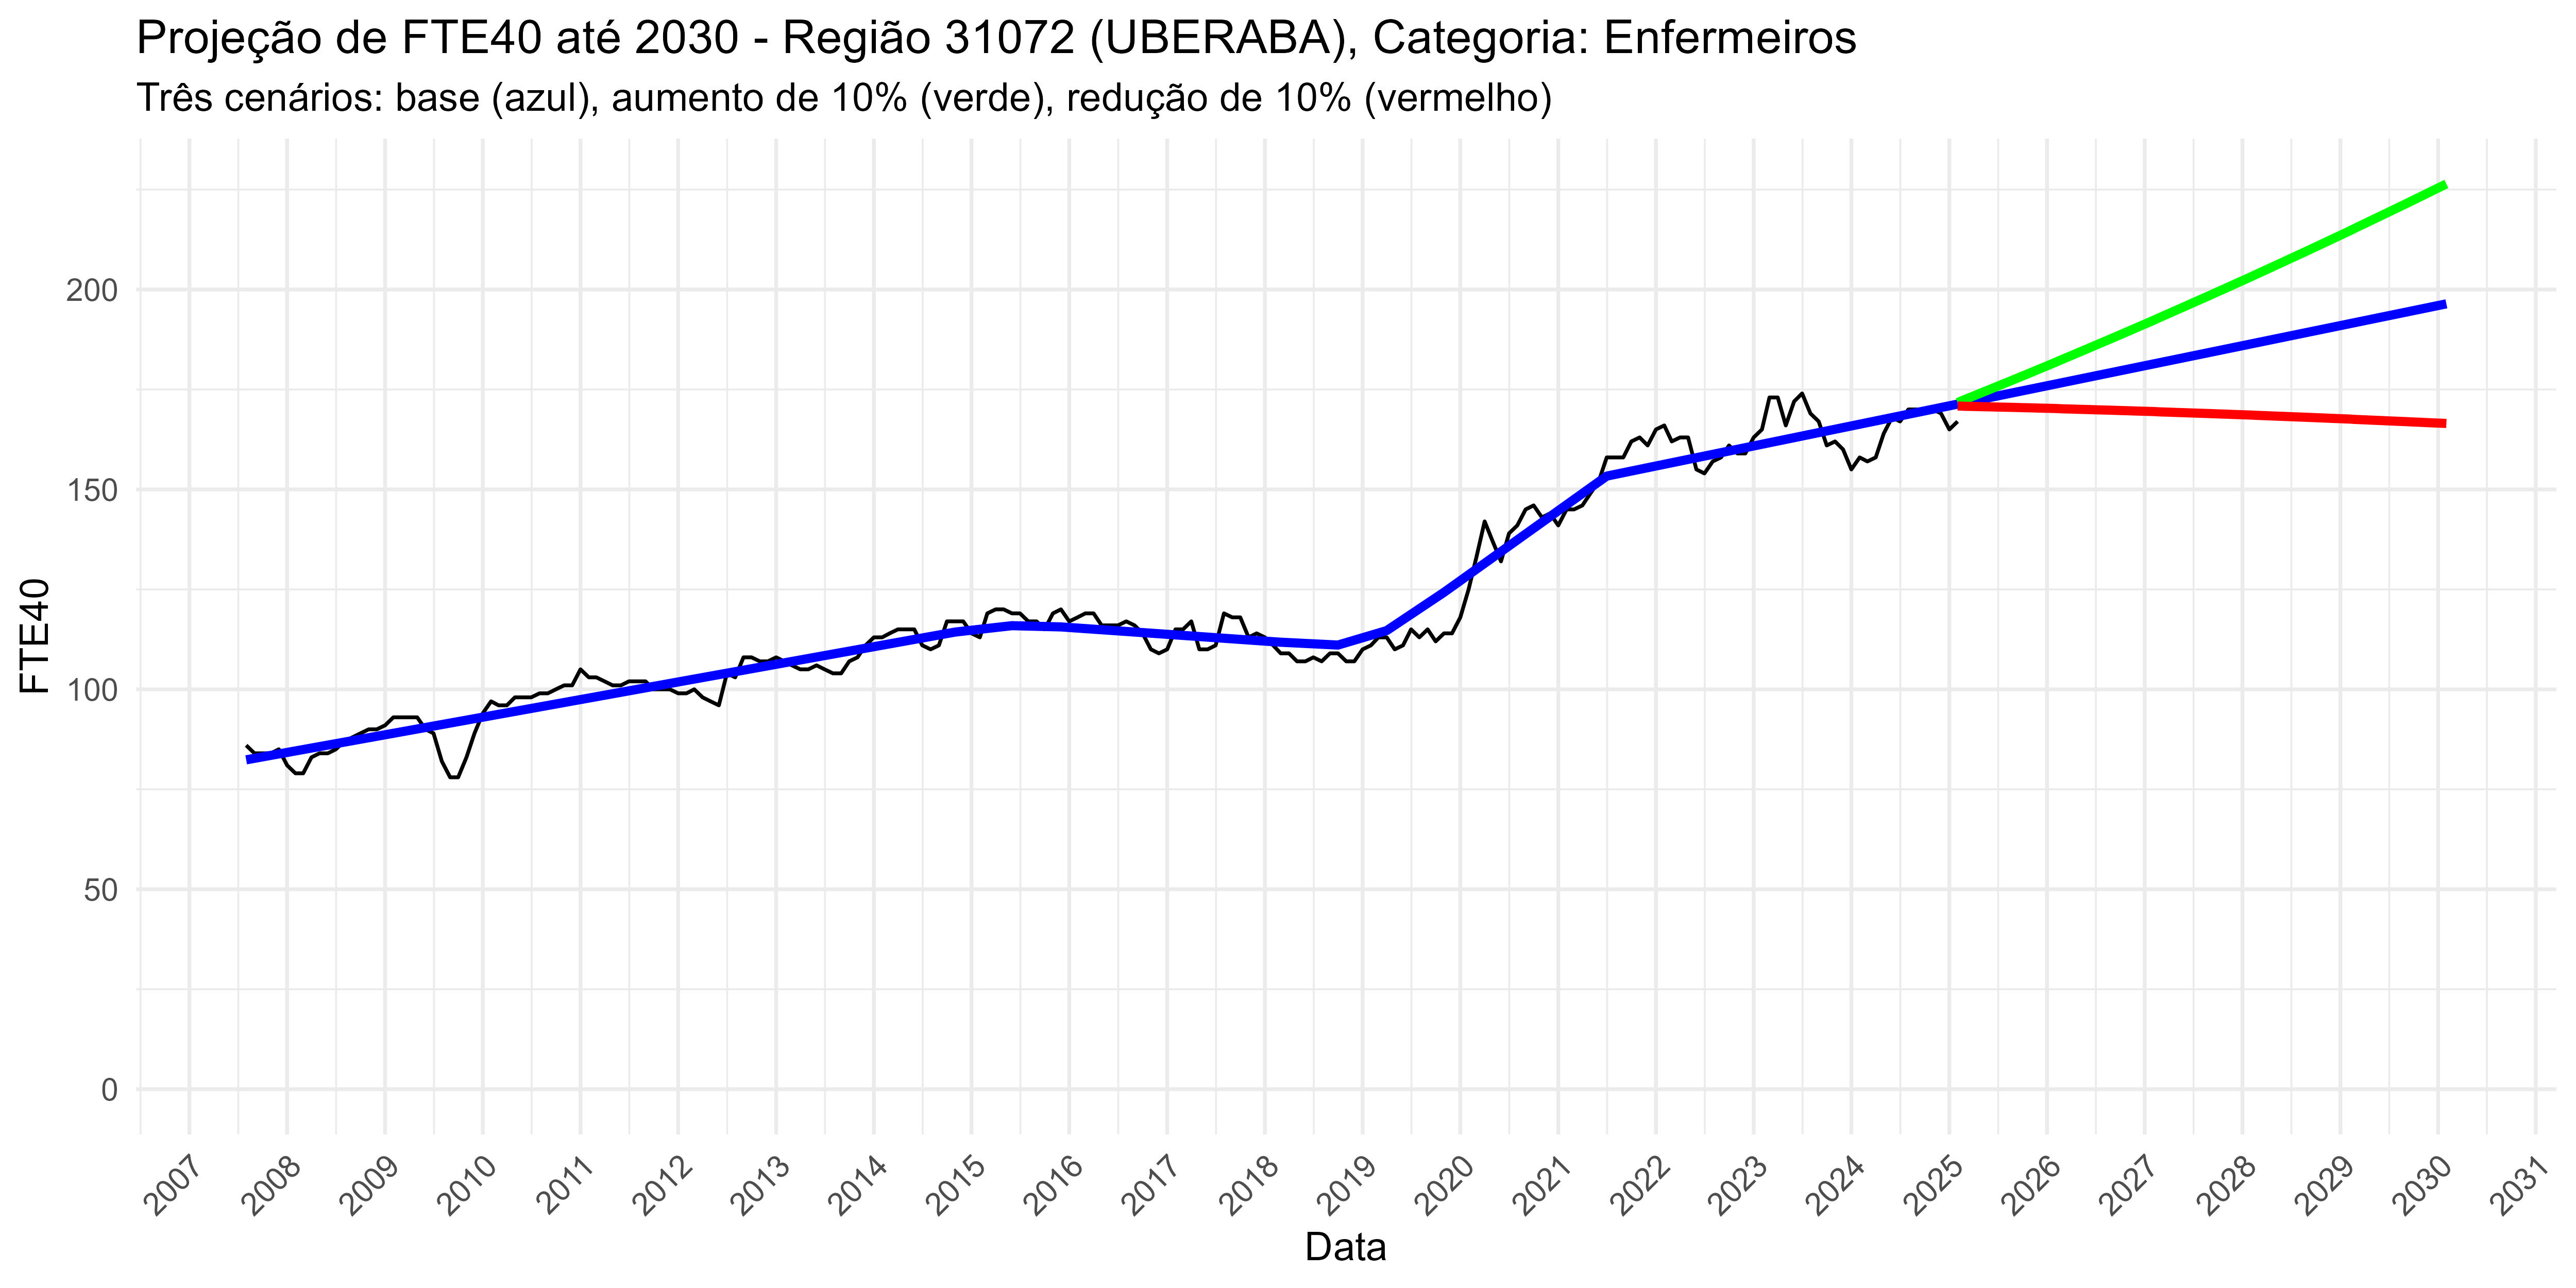 Projeção de FTE40 até 2030 - Região 31072 (UBERABA), Categoria: Enfermeiros
Três cenários: base (azul), aumento de 10% (verde), redução de 10% (vermelho)
FTE40
200
150
100
50
0
2007 2008 2009 2010 2011 2012 2013 2014 2015 2016 2017 2018 2019 2020 2021 2022 2023 2024 2025 2026 2027 2028 2029 2030 2031
Data